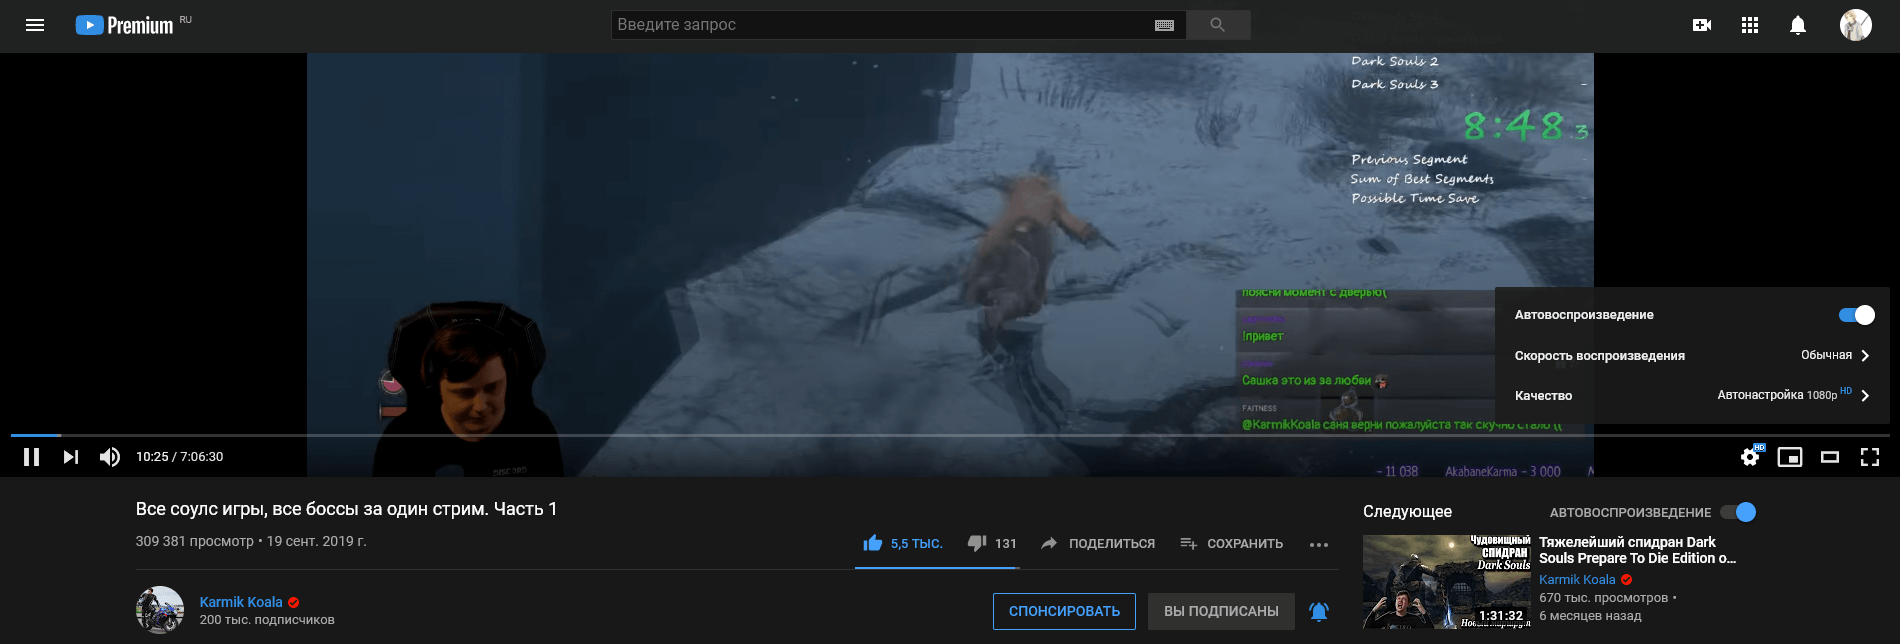 Premium RU
Введите запрос
Dark Souls 2
Dark Souls 3 -
8:48.3
Previous Segment
Sum of Best Segments
Possible Time Save
поясни момент с дверью(
!привет
Сашка это из за любви
FAITNESS
@KarmikKoala саня верни пожалуйста так скучно стало ((
- 11 038 AkabaneKarma - 3 000
DISCORD
Автовоспроизведение
Скорость воспроизведения Обычная
Качество Автонастройка 1080p HD
10:25 / 7:06:30
HD
Все соулс игры, все боссы за один стрим. Часть 1
309 381 просмотр • 19 сент. 2019 г.
5,5 ТЫС. 131 ПОДЕЛИТЬСЯ СОХРАНИТЬ
Karmik Koala
200 тыс. подписчиков
СПОНСИРОВАТЬ ВЫ ПОДПИСАНЫ
Следующее АВТОВОСПРОИЗВЕДЕНИЕ
Чудовищный
СПИДРАН
Dark Souls
1:31:32
Тяжелейший спидран Dark
Souls Prepare To Die Edition o...
Karmik Koala
670 тыс. просмотров •
6 месяцев назад